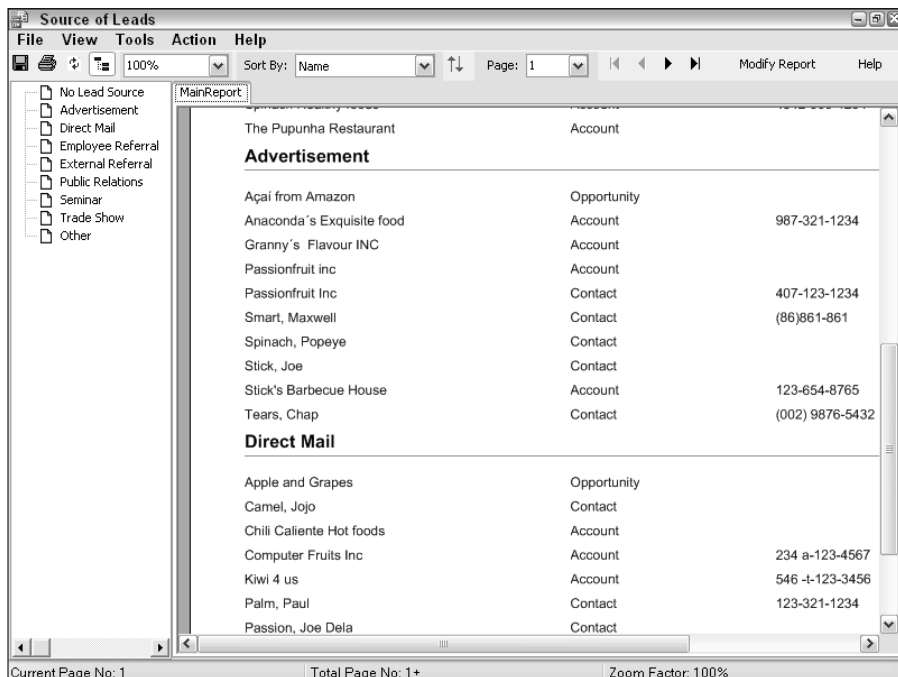 Source of Leads
File View Tools Action Help
100% Sort By: Name Page: 1 Modify Report Help
No Lead Source
Advertisement
Direct Mail
Employee Referral
External Referral
Public Relations
Seminar
Trade Show
Other
MainReport
The Pupunha Restaurant Account
Advertisement
Açaí from Amazon Opportunity
Anaconda´s Exquisite food Account 987-321-1234
Granny´s Flavour INC Account
Passionfruit inc Account
Passionfruit Inc Contact 407-123-1234
Smart, Maxwell Contact (86)861-861
Spinach, Popeye Contact
Stick, Joe Contact
Stick's Barbecue House Account 123-654-8765
Tears, Chap Contact (002) 9876-5432
Direct Mail
Apple and Grapes Opportunity
Camel, Jojo Contact
Chili Caliente Hot foods Account
Computer Fruits Inc Account 234 a-123-4567
Kiwi 4 us Account 546 -t-123-3456
Palm, Paul Contact 123-321-1234
Passion, Joe Dela Contact
Current Page No: 1 Total Page No: 1+ Zoom Factor: 100%